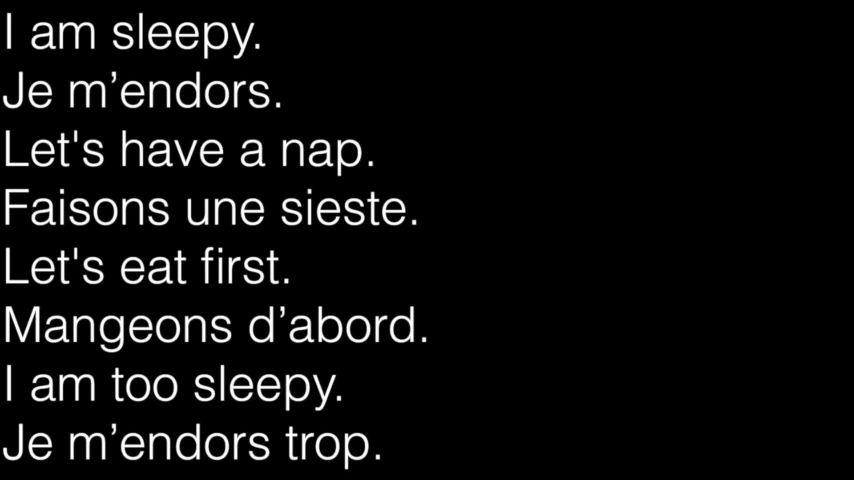 I am sleepy.
Je m’endors.
Let's have a nap.
Faisons une sieste.
Let's eat first.
Mangeons d’abord.
I am too sleepy.
Je m’endors trop.